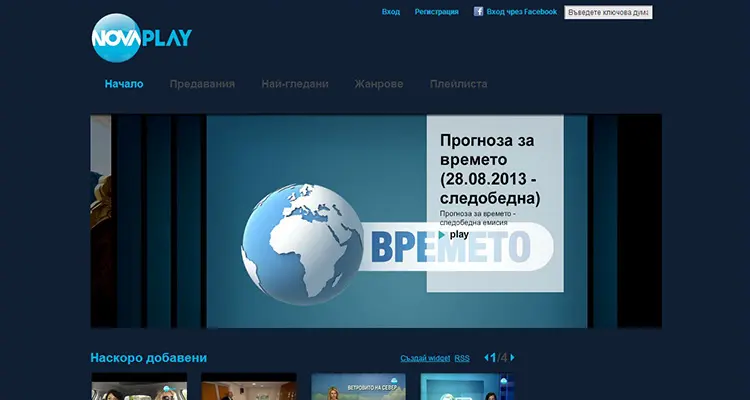 Вход Регистрация Вход чрез Facebook Въведете ключова дума
NOVAPLAY
Начало Предавания Най-гледани Жанрове Плейлиста
Прогноза за
времето
(28.08.2013 -
следобедна)
Прогноза за времето -
следобедна емисия
play
ВРЕМЕТО
Наскоро добавени Създай widget RSS 1/4
ВЕТРОВИТО НА СЕВЕР